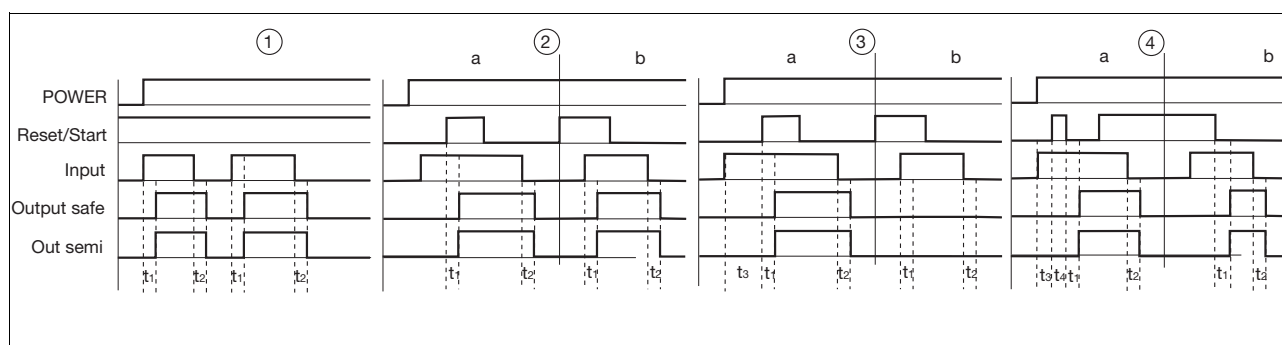 1 2 3 4
a b a b a b
POWER
Reset/Start
Input
Output safe
Out semi
t1 t2 t1 t2 t1 t2 t1 t2 t3 t1 t2 t1 t2 t3 t4 t1 t2 t1 t2